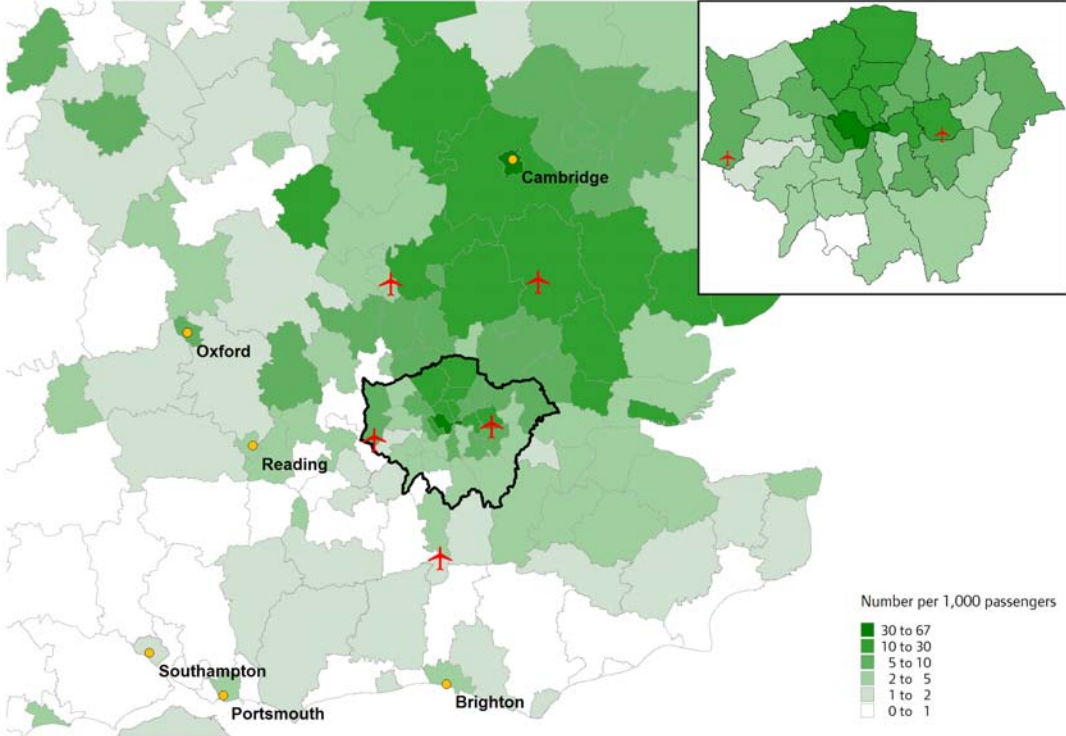 Cambridge
Oxford
Reading
Southampton
Portsmouth
Brighton
Number per 1,000 passengers
30 to 67
10 to 30
5 to 10
2 to 5
1 to 2
0 to 1